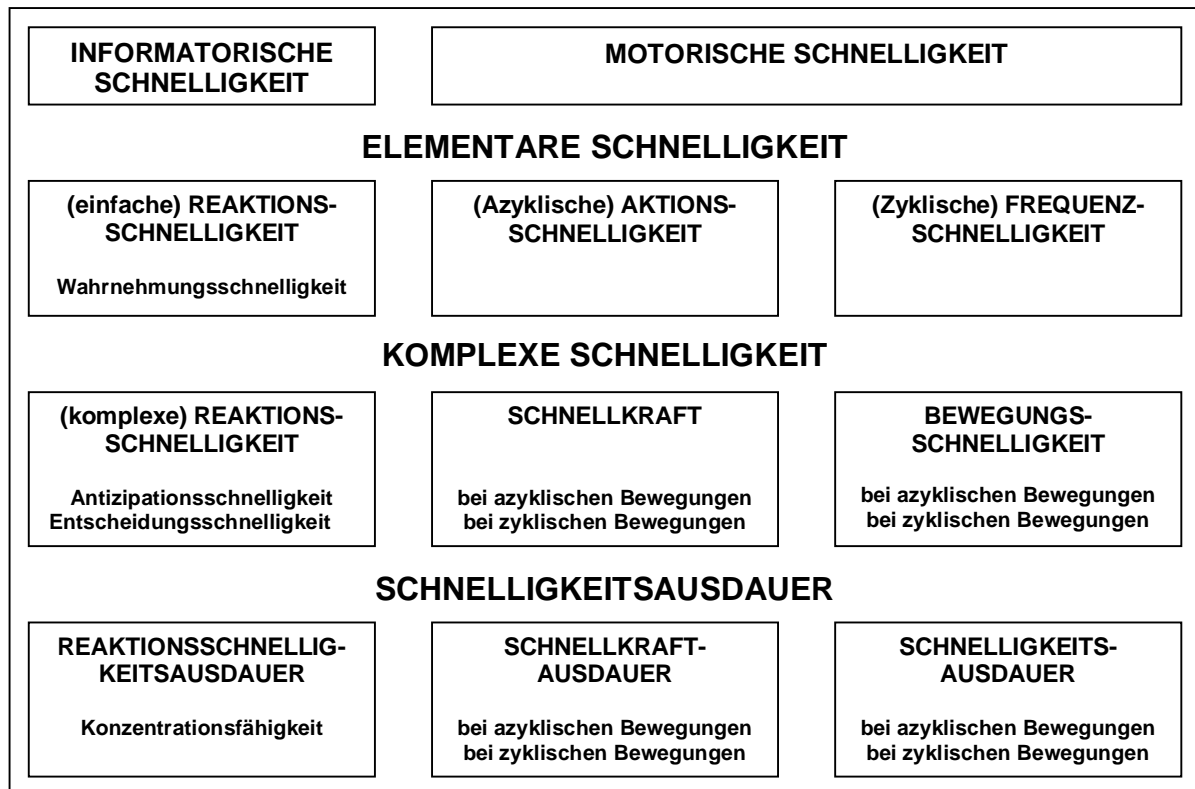 INFORMATORISCHE
SCHNELLIGKEIT
MOTORISCHE SCHNELLIGKEIT
ELEMENTARE SCHNELLIGKEIT
(einfache) REAKTIONS-
SCHNELLIGKEIT
Wahrnehmungsschnelligkeit
(Azyklische) AKTIONS-
SCHNELLIGKEIT
(Zyklische) FREQUENZ-
SCHNELLIGKEIT
KOMPLEXE SCHNELLIGKEIT
(komplexe) REAKTIONS-
SCHNELLIGKEIT
Antizipationsschnelligkeit
Entscheidungsschnelligkeit
SCHNELLKRAFT
bei azyklischen Bewegungen
bei zyklischen Bewegungen
BEWEGUNGS-
SCHNELLIGKEIT
bei azyklischen Bewegungen
bei zyklischen Bewegungen
SCHNELLIGKEITSAUSDAUER
REAKTIONSSCHNELLIG-
KEITSAUSDAUER
Konzentrationsfähigkeit
SCHNELLKRAFT-
AUSDAUER
bei azyklischen Bewegungen
bei zyklischen Bewegungen
SCHNELLIGKEITS-
AUSDAUER
bei azyklischen Bewegungen
bei zyklischen Bewegungen